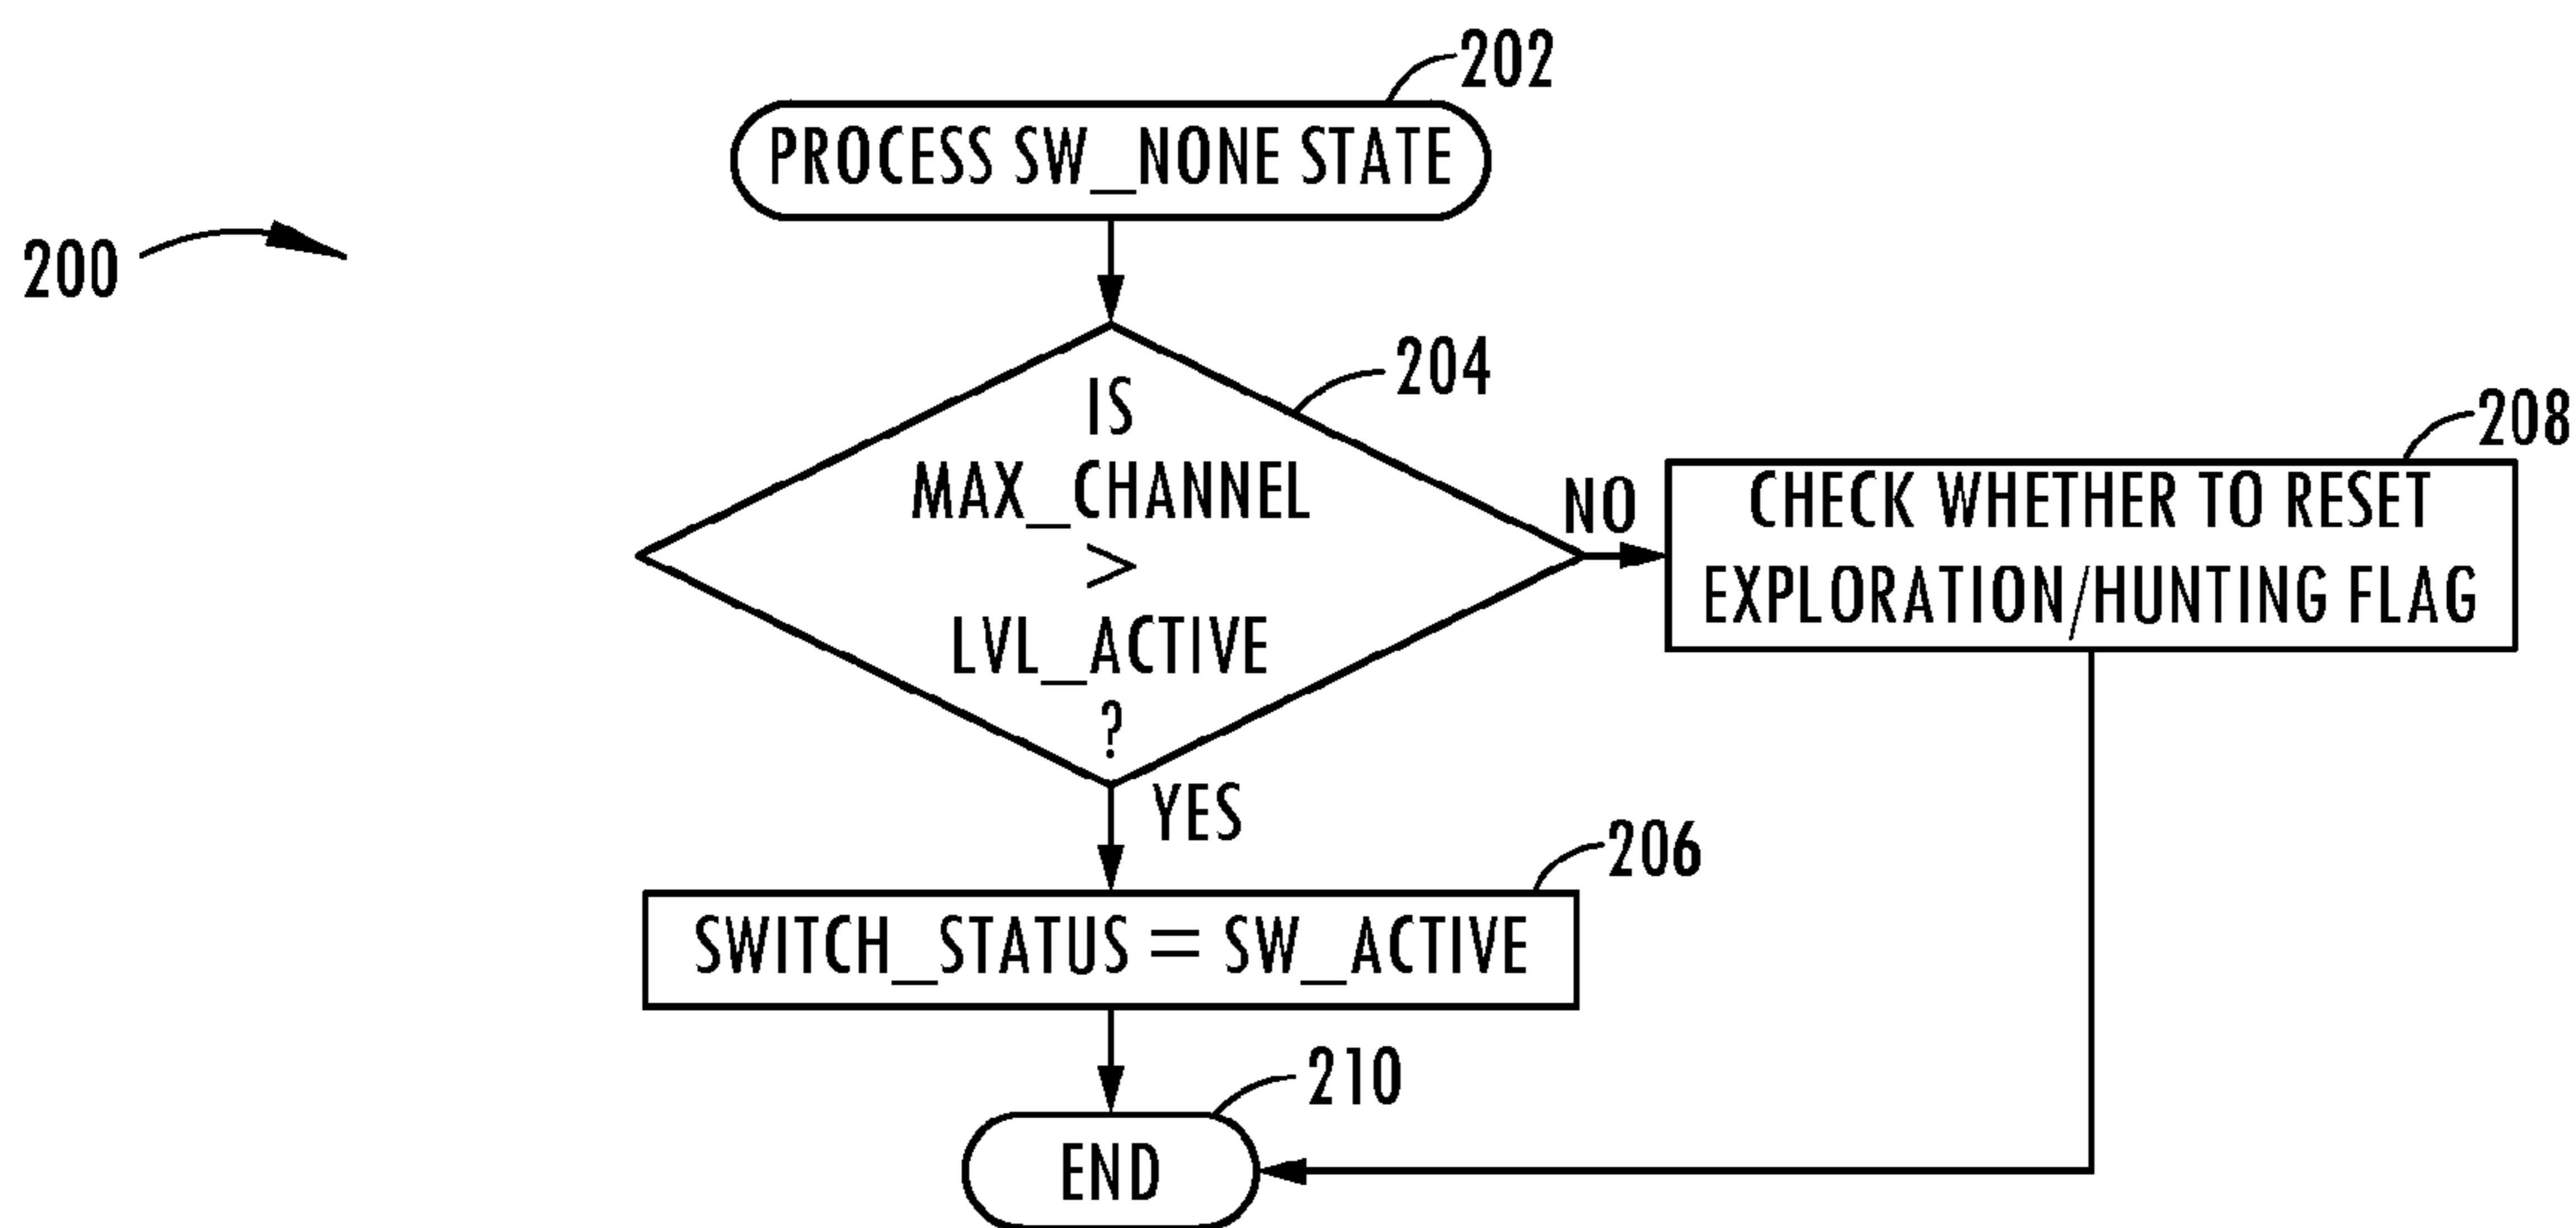 202
PROCESS SW_NONE STATE
200
204
IS
MAX_CHANNEL
>
LVL_ACTIVE
?
NO
208
CHECK WHETHER TO RESET
EXPLORATION/HUNTING FLAG
YES
206
SWITCH_STATUS = SW_ACTIVE
210
END